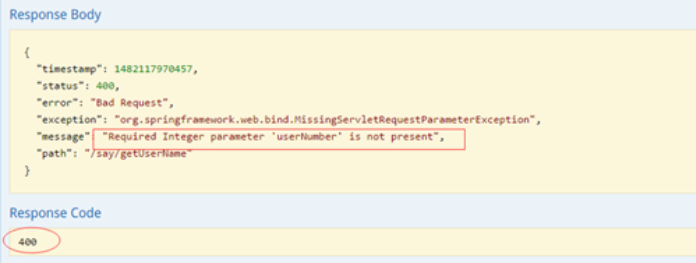 Response Body
{
"timestamp": 1482117970457,
"status": 400,
"error": "Bad Request",
"exception": "org.springframework.web.bind.MissingServletRequestParameterException",
"message": "Required Integer parameter 'userNumber' is not present",
"path": "/say/getUserName"
}
Response Code
400